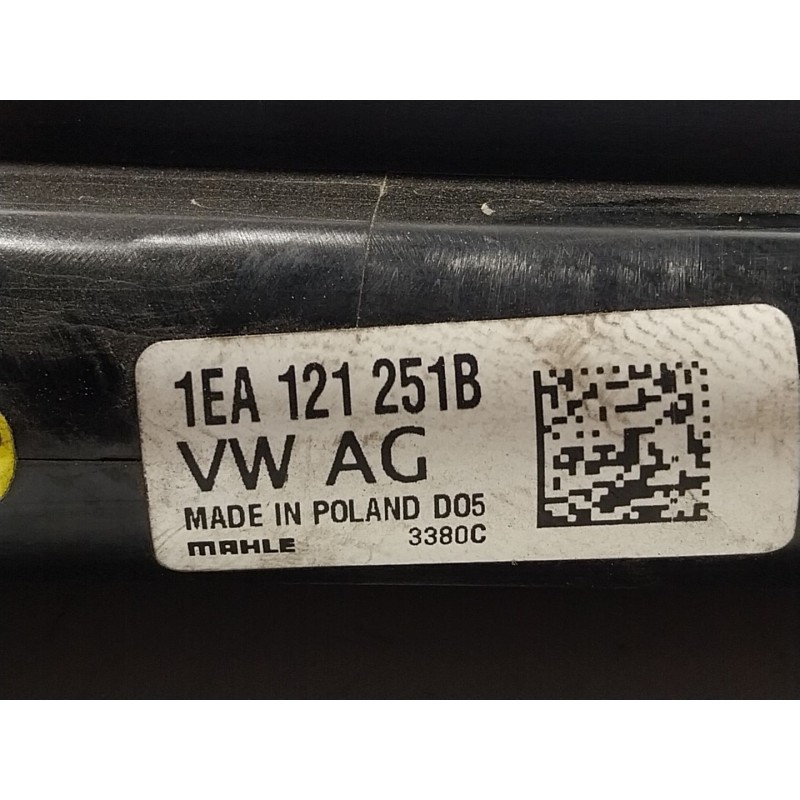 1EA 121 251B
VW AG
MADE IN POLAND D05
MAHLE 3380C